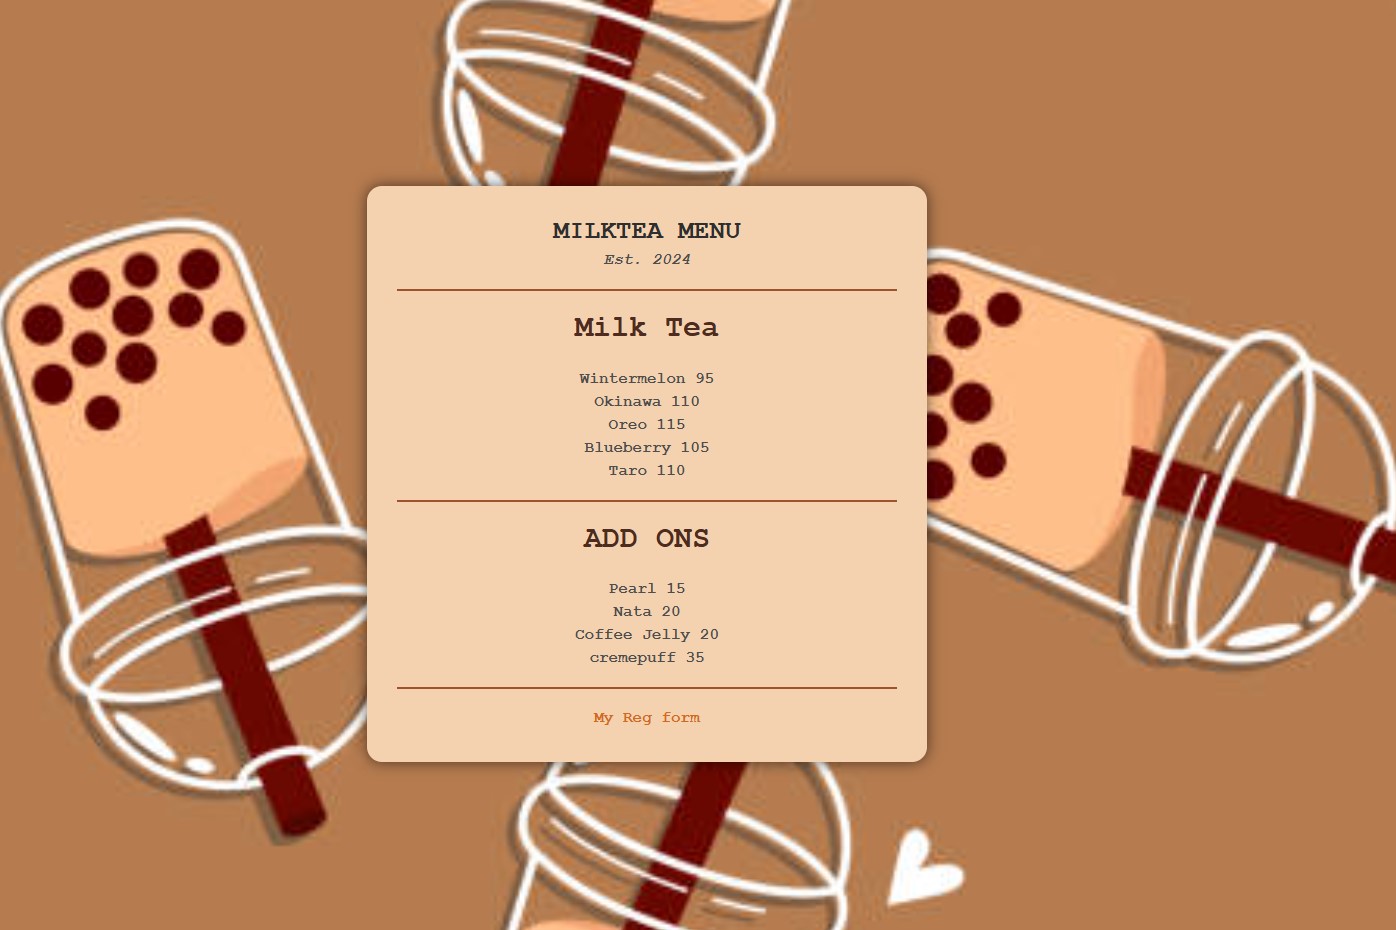 MILKTEA MENU
Est. 2024
Milk Tea
Wintermelon 95
Okinawa 110
Oreo 115
Blueberry 105
Taro 110
ADD ONS
Pearl 15
Nata 20
Coffee Jelly 20
cremepuff 35
My Reg form